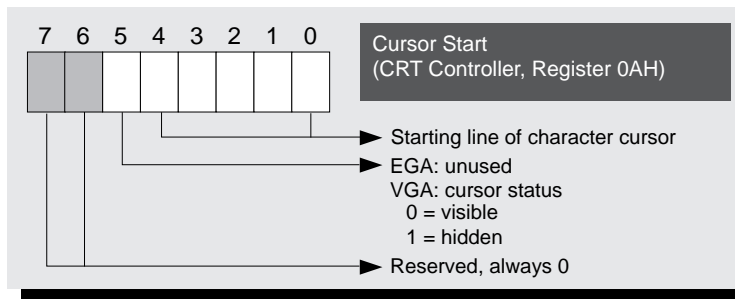 7 6 5 4 3 2 1 0
Cursor Start
(CRT Controller, Register 0AH)
Starting line of character cursor
EGA: unused
VGA: cursor status
0 = visible
1 = hidden
Reserved, always 0